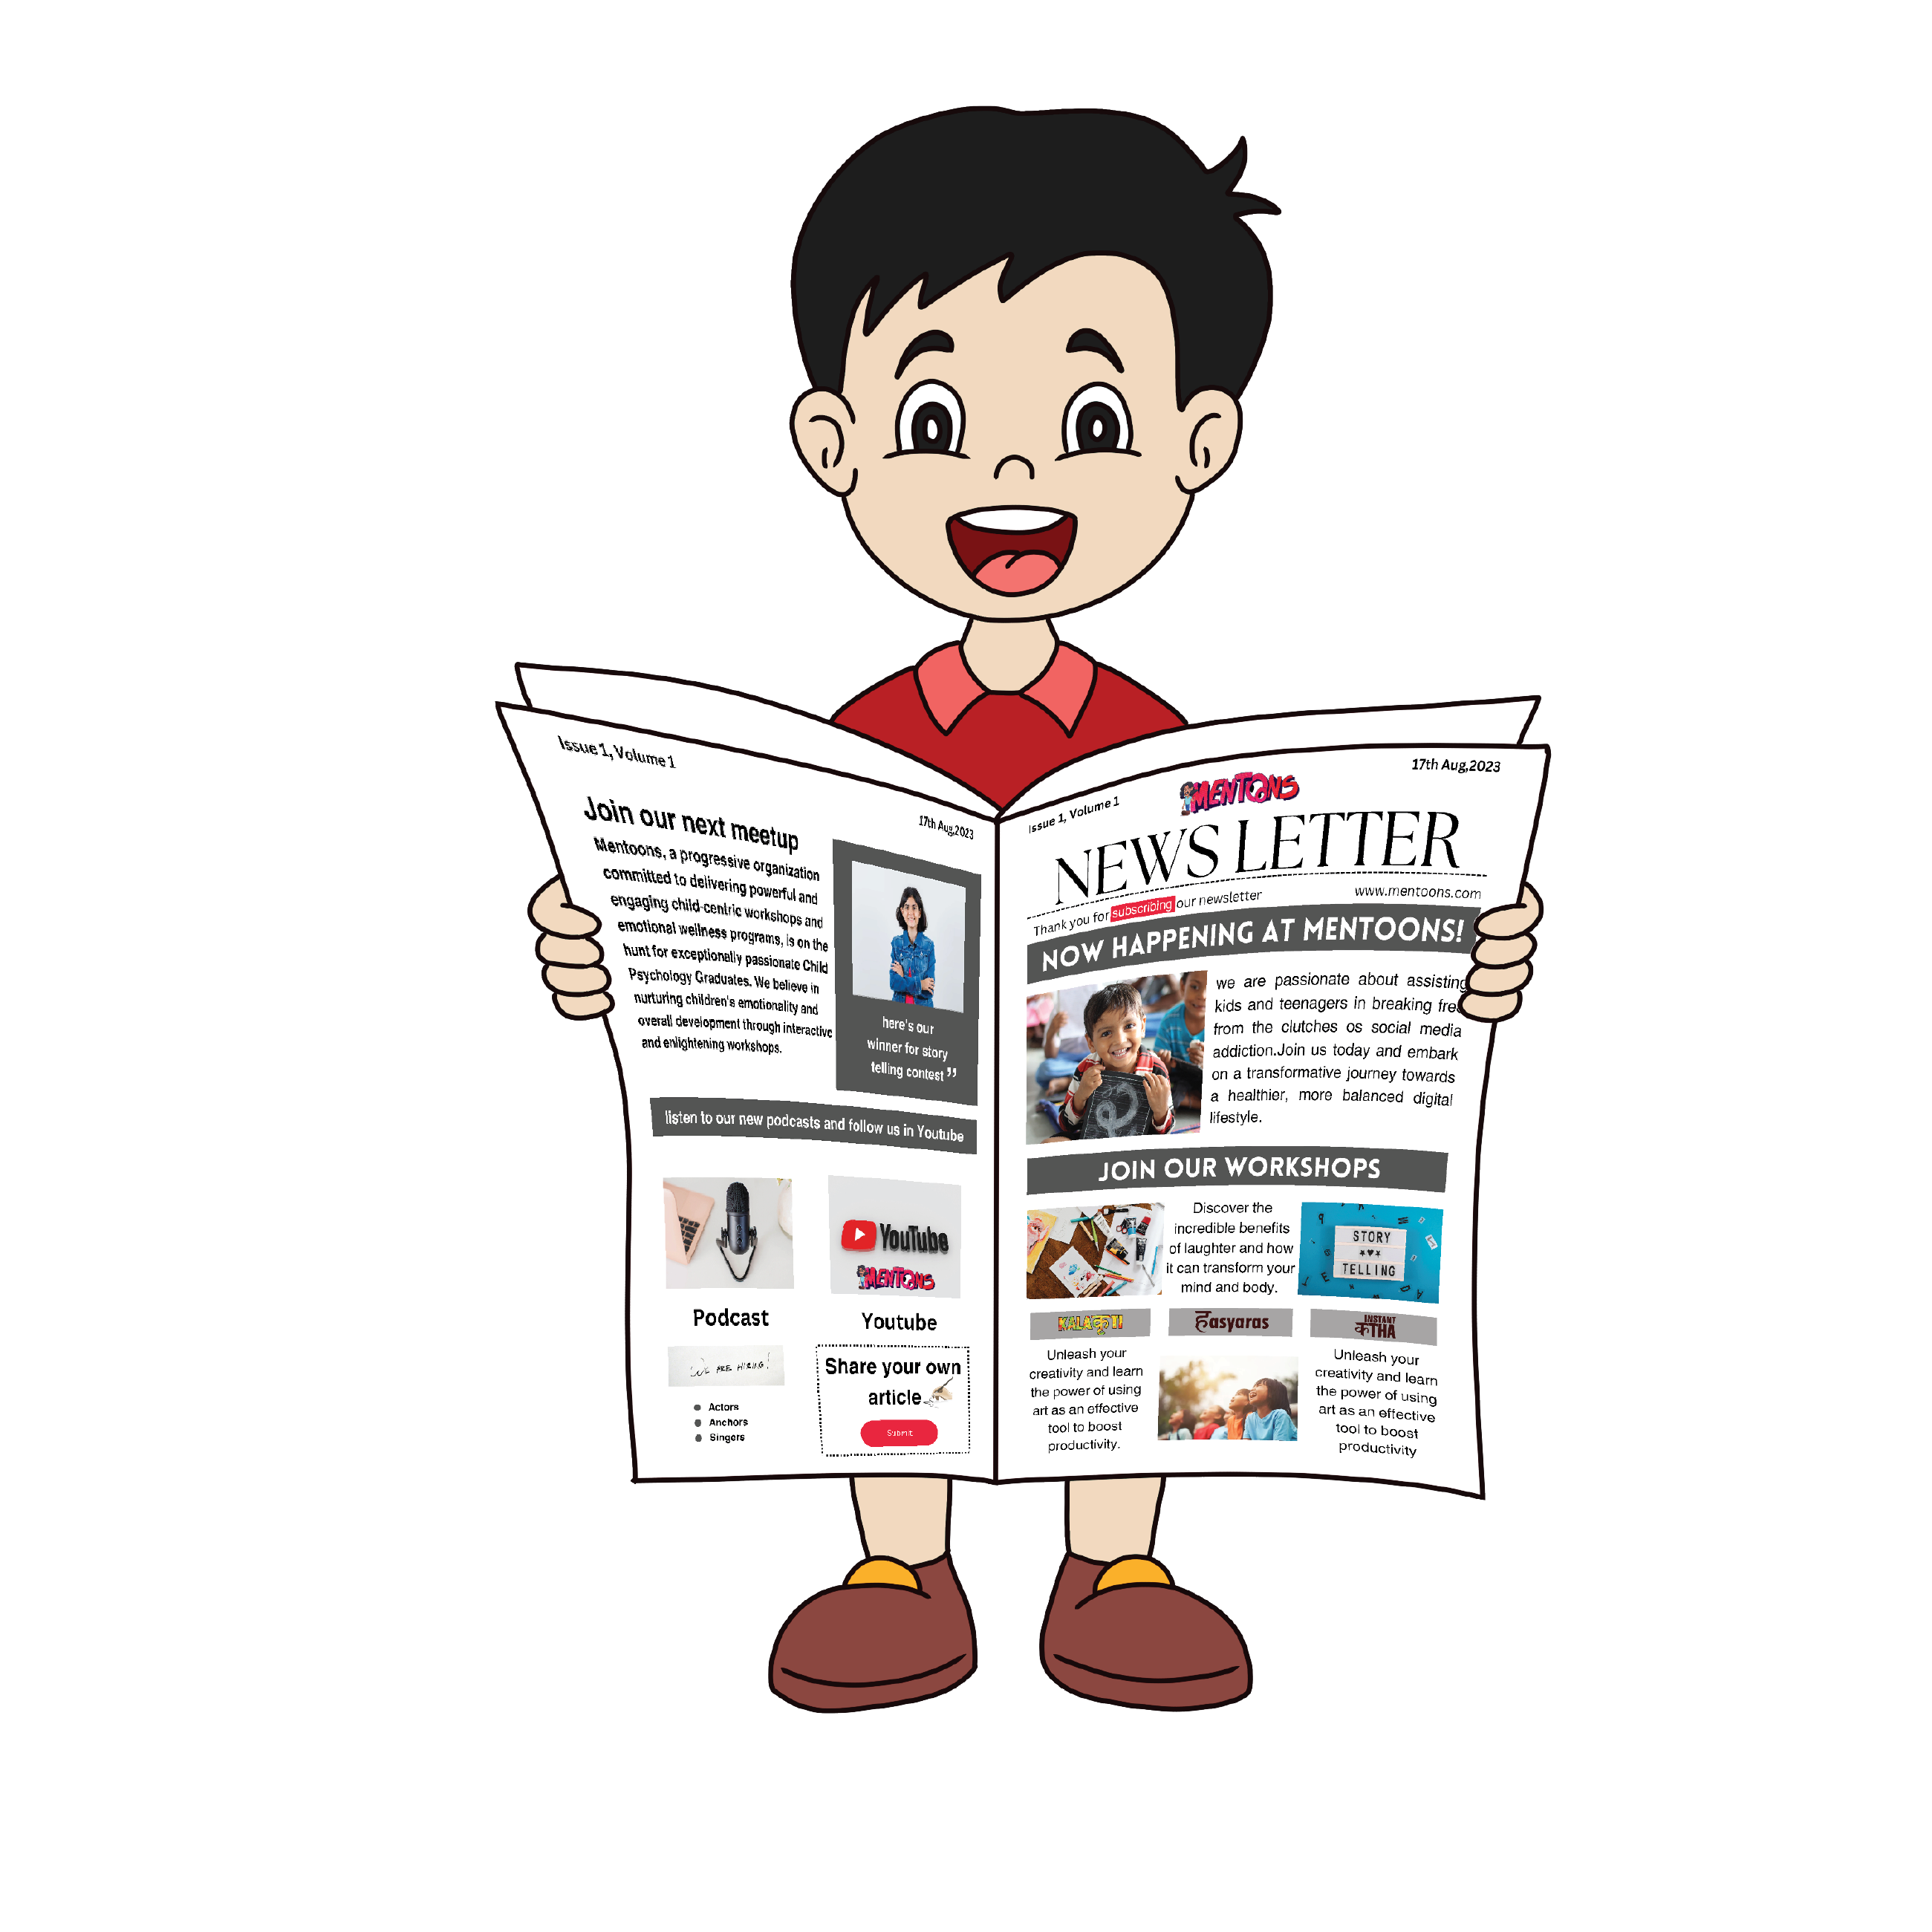 Issue 1, Volume 1
17th Aug,2023
Join our next meetup
Mentoons, a progressive organization
committed to delivering powerful and
engaging child-centric workshops and
emotional wellness programs, is on the
hunt for exceptionally passionate Child
Psychology Graduates. We believe in
nurturing children's emotionality and
overall development through interactive
and enlightening workshops.
here's our
winner for story
telling contest ”
listen to our new podcasts and follow us in Youtube
YouTube
MENTOONS
Podcast
Youtube
WE ARE HIRING!
Actors
Anchors
Singers
Share your own
article
Submit
Issue 1, Volume 1
MENTOONS
17th Aug,2023
NEWS LETTER
Thank you for subscribing our newsletter
www.mentoons.com
NOW HAPPENING AT MENTOONS!
we are passionate about assisting
kids and teenagers in breaking free
from the clutches os social media
addiction.Join us today and embark
on a transformative journey towards
a healthier, more balanced digital
lifestyle.
JOIN OUR WORKSHOPS
Discover the
incredible benefits
of laughter and how
it can transform your
mind and body.
STORY
TELLING
KALAकृTI
हasyaras
INSTANT
कTHA
Unleash your
creativity and learn
the power of using
art as an effective
tool to boost
productivity.
Unleash your
creativity and learn
the power of using
art as an effective
tool to boost
productivity